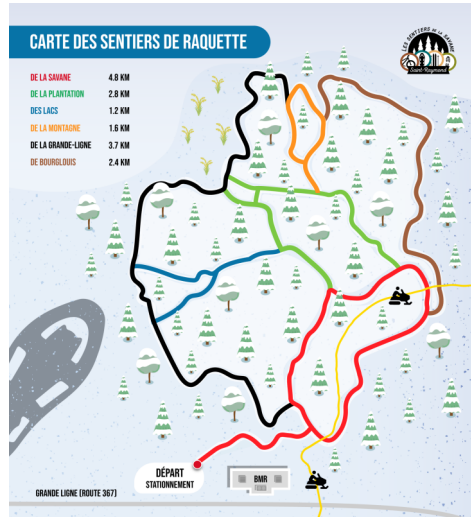 CARTE DES SENTIERS DE RAQUETTE
LES SENTIERS DE LA SAVANE
Saint-Raymond
DE LA SAVANE 4.8 KM
DE LA PLANTATION 2.8 KM
DES LACS 1.2 KM
DE LA MONTAGNE 1.6 KM
DE LA GRANDE-LIGNE 3.7 KM
DE BOURGLOUIS 2.4 KM
DÉPART
STATIONNEMENT
BMR
GRANDE LIGNE (ROUTE 367)